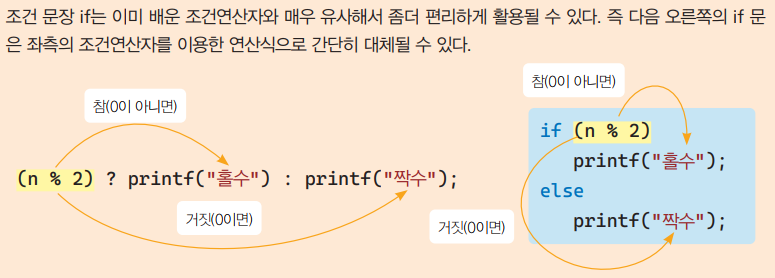 조건 문장 if는 이미 배운 조건연산자와 매우 유사해서 좀더 편리하게 활용될 수 있다. 즉 다음 오른쪽의 if 문
은 좌측의 조건연산자를 이용한 연산식으로 간단히 대체될 수 있다.
참(0이 아니면)
(n % 2) ? printf("홀수") : printf("짝수");
거짓(0이면)
참(0이 아니면)
if (n % 2)
printf("홀수");
else
printf("짝수");
거짓(0이면)